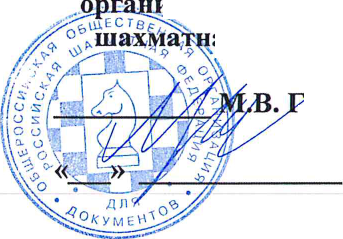 органи
шахматн
ОБЩЕРОССИЙСКАЯ ОБЩЕСТВЕННАЯ ОРГАНИЗАЦИЯ
РОССИЙСКАЯ ШАХМАТНАЯ ФЕДЕРАЦИЯ
М.В. Г
« »
ДЛЯ
ДОКУМЕНТОВ